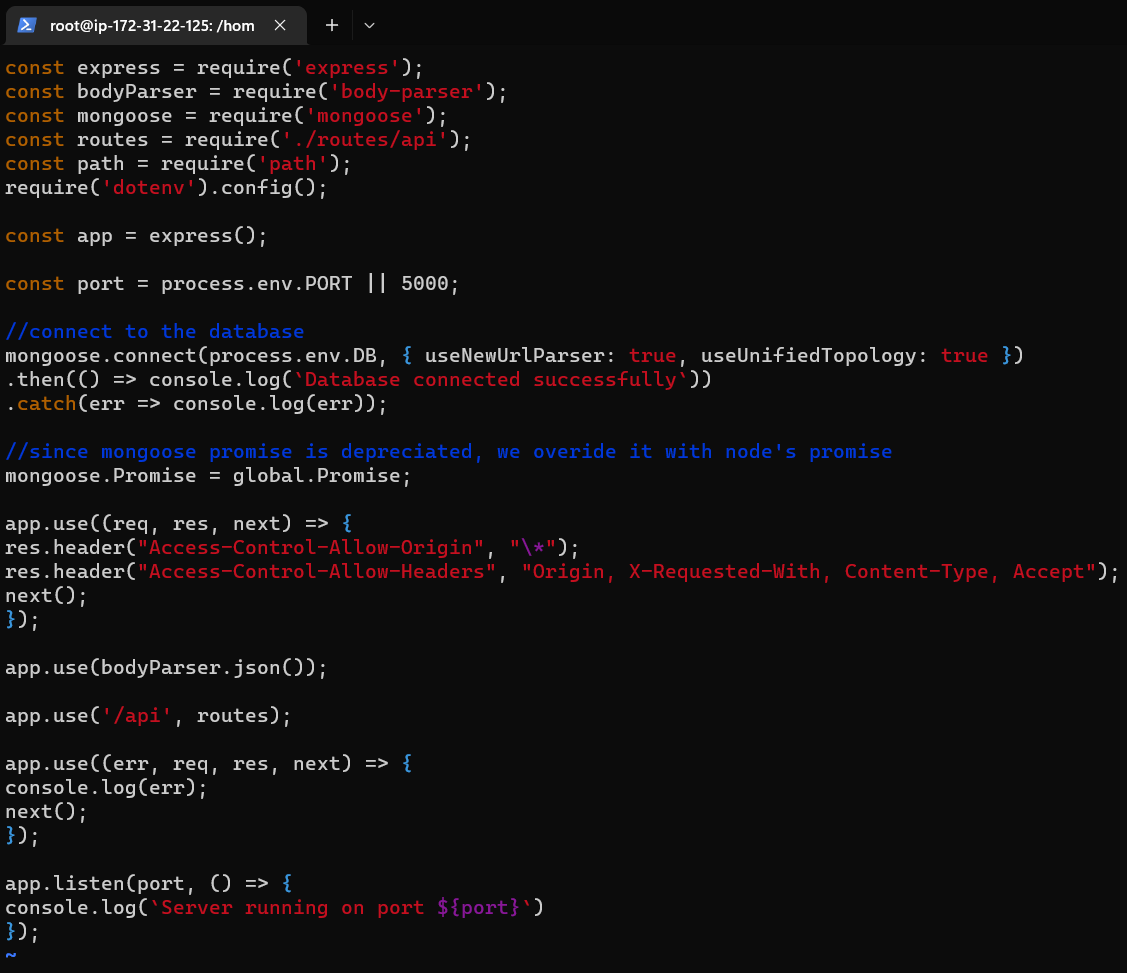 root@ip-172-31-22-125: /hom
const express = require('express');
const bodyParser = require('body-parser');
const mongoose = require('mongoose');
const routes = require('./routes/api');
const path = require('path');
require('dotenv').config();
const app = express();
const port = process.env.PORT || 5000;
//connect to the database
mongoose.connect(process.env.DB, { useNewUrlParser: true, useUnifiedTopology: true })
.then(() => console.log(`Database connected successfully`))
.catch(err => console.log(err));
//since mongoose promise is depreciated, we overide it with node's promise
mongoose.Promise = global.Promise;
app.use((req, res, next) => {
res.header("Access-Control-Allow-Origin", "\*");
res.header("Access-Control-Allow-Headers", "Origin, X-Requested-With, Content-Type, Accept");
next();
});
app.use(bodyParser.json());
app.use('/api', routes);
app.use((err, req, res, next) => {
console.log(err);
next();
});
app.listen(port, () => {
console.log(`Server running on port ${port}`)
});
~